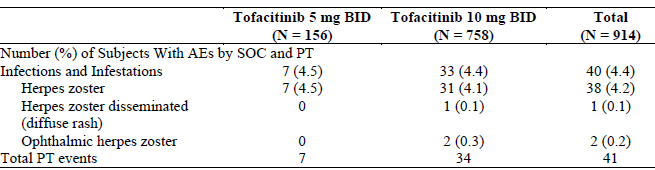 Tofacitinib 5 mg BID Tofacitinib 10 mg BID Total
(N = 156) (N = 758) (N = 914)
Number (%) of Subjects With AEs by SOC and PT
Infections and Infestations 7 (4.5) 33 (4.4) 40 (4.4)
Herpes zoster 7 (4.5) 31 (4.1) 38 (4.2)
Herpes zoster disseminated 0 1 (0.1) 1 (0.1)
(diffuse rash)
Ophthalmic herpes zoster 0 2 (0.3) 2 (0.2)
Total PT events 7 34 41